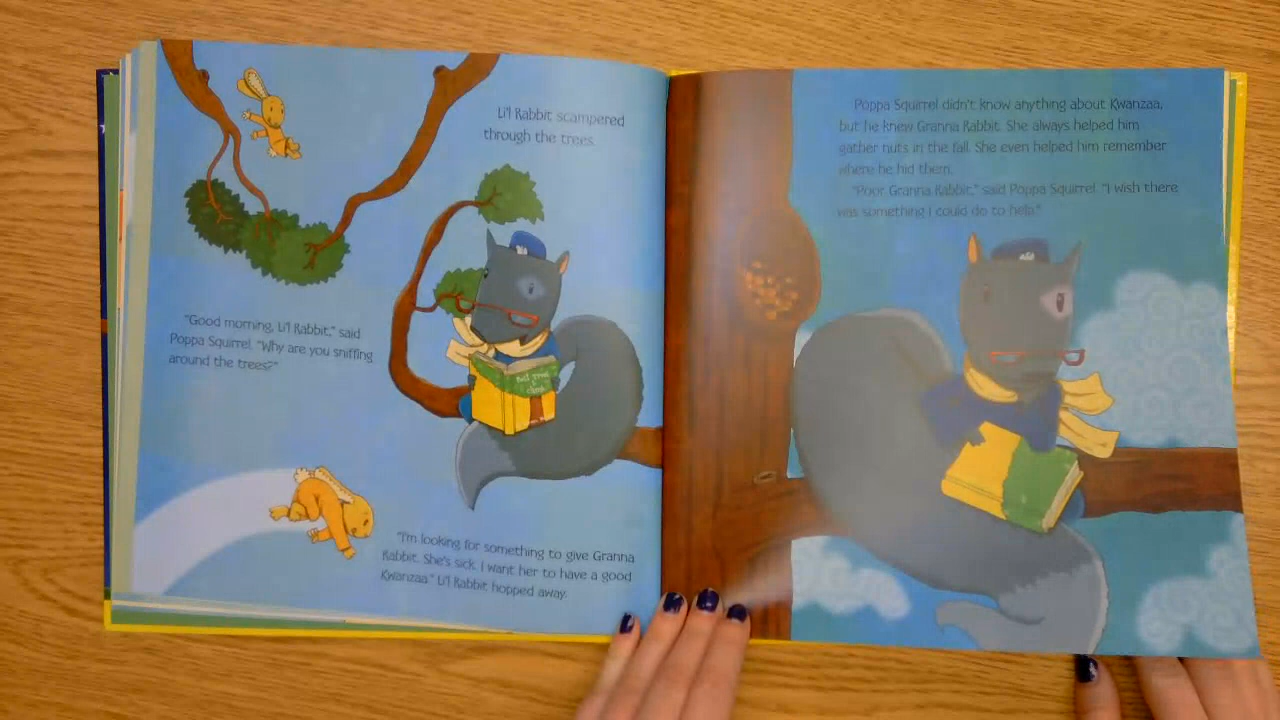 Li'l Rabbit scampered
through the trees.
"Good morning, Li'l Rabbit," said
Poppa Squirrel. "Why are you sniffing
around the trees?"
"I'm looking for something to give Granna
Rabbit. She's sick. I want her to have a good
Kwanzaa." Li'l Rabbit hopped away.
Poppa Squirrel didn't know anything about Kwanzaa,
but he knew Granna Rabbit. She always helped him
gather nuts in the fall. She even helped him remember
where he hid them.
"Poor Granna Rabbit," said Poppa Squirrel. "I wish there
was something I could do to help."